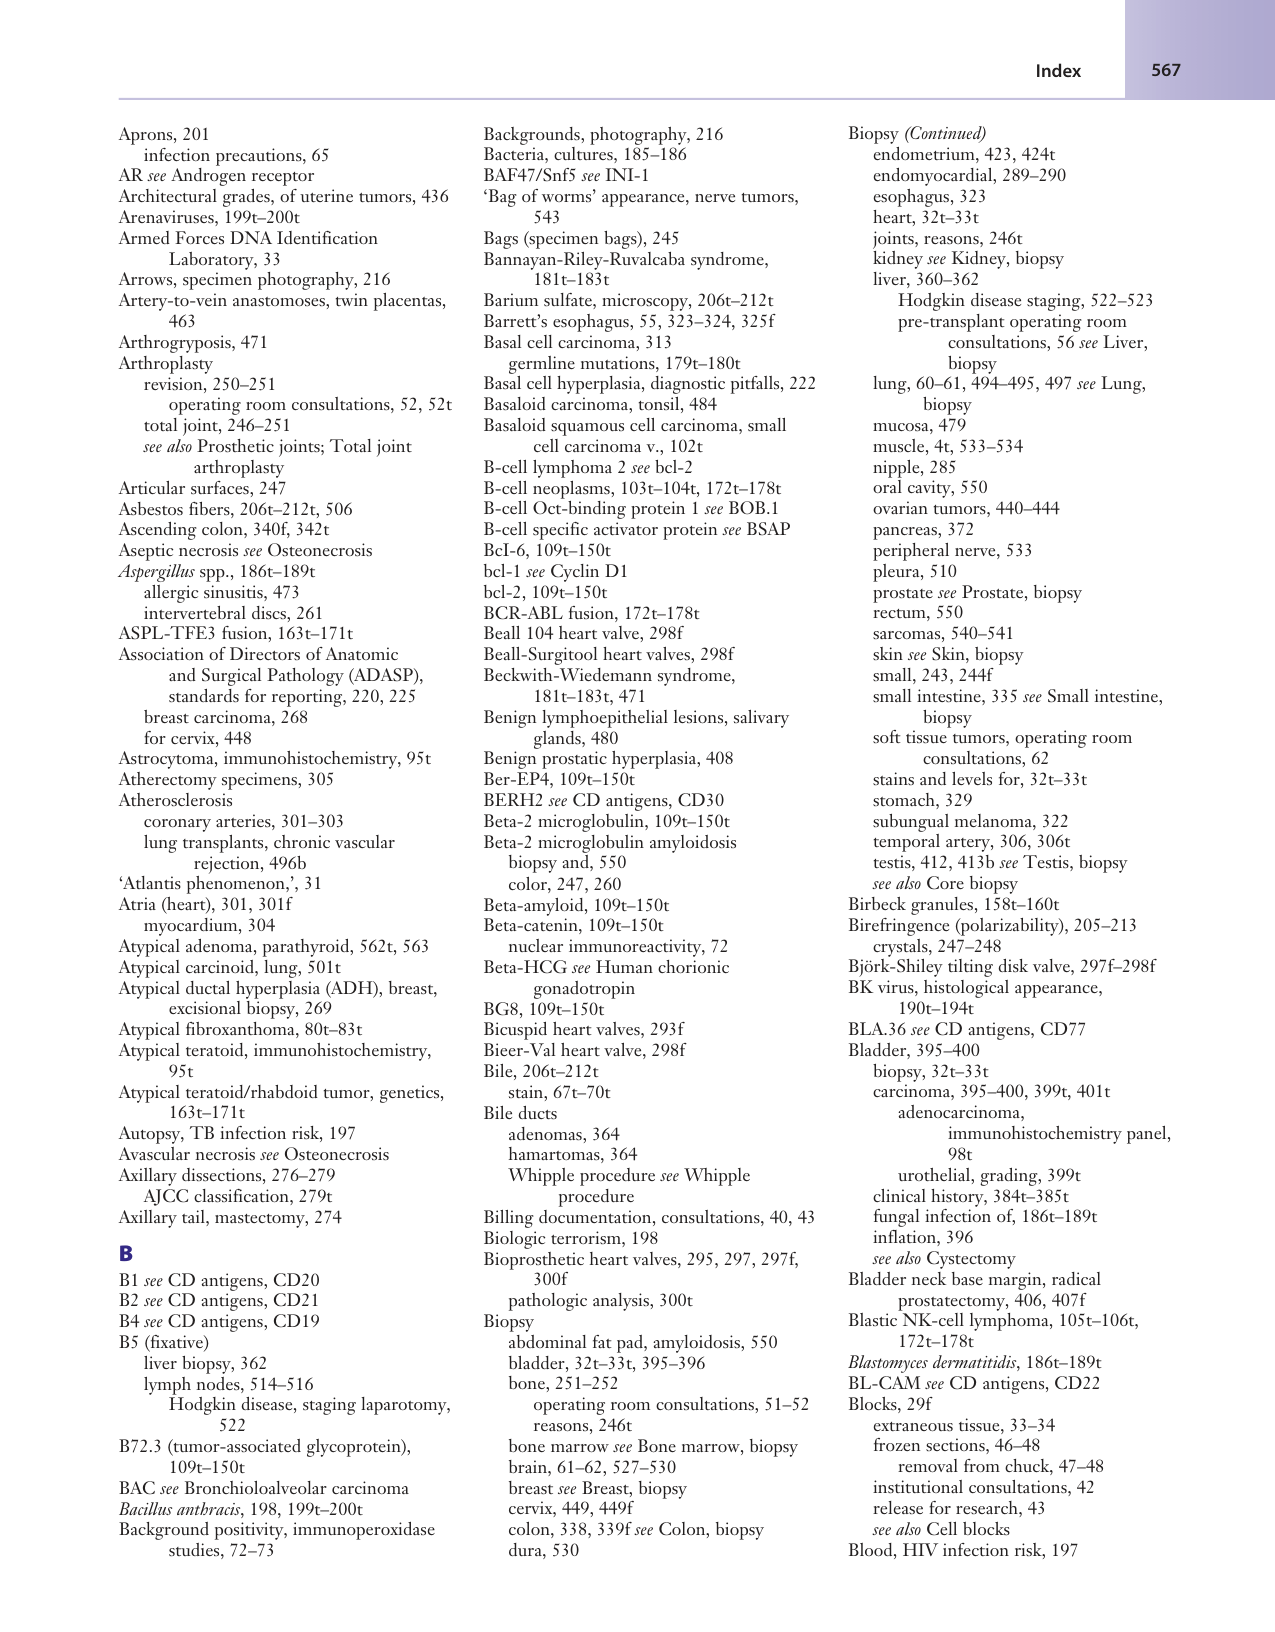 Index
567
Aprons, 201
infection precautions, 65
AR see Androgen receptor
Architectural grades, of uterine tumors, 436
Arenaviruses, 199t–200t
Armed Forces DNA Identification
Laboratory, 33
Arrows, specimen photography, 216
Artery-to-vein anastomoses, twin placentas,
463
Arthrogryposis, 471
Arthroplasty
revision, 250–251
operating room consultations, 52, 52t
total joint, 246–251
see also Prosthetic joints; Total joint
arthroplasty
Articular surfaces, 247
Asbestos fibers, 206t–212t, 506
Ascending colon, 340f, 342t
Aseptic necrosis see Osteonecrosis
Aspergillus spp., 186t–189t
allergic sinusitis, 473
intervertebral discs, 261
ASPL-TFE3 fusion, 163t–171t
Association of Directors of Anatomic
and Surgical Pathology (ADASP),
standards for reporting, 220, 225
breast carcinoma, 268
for cervix, 448
Astrocytoma, immunohistochemistry, 95t
Atherectomy specimens, 305
Atherosclerosis
coronary arteries, 301–303
lung transplants, chronic vascular
rejection, 496b
‘Atlantis phenomenon,’, 31
Atria (heart), 301, 301f
myocardium, 304
Atypical adenoma, parathyroid, 562t, 563
Atypical carcinoid, lung, 501t
Atypical ductal hyperplasia (ADH), breast,
excisional biopsy, 269
Atypical fibroxanthoma, 80t–83t
Atypical teratoid, immunohistochemistry,
95t
Atypical teratoid/rhabdoid tumor, genetics,
163t–171t
Autopsy, TB infection risk, 197
Avascular necrosis see Osteonecrosis
Axillary dissections, 276–279
AJCC classification, 279t
Axillary tail, mastectomy, 274
B
B1 see CD antigens, CD20
B2 see CD antigens, CD21
B4 see CD antigens, CD19
B5 (fixative)
liver biopsy, 362
lymph nodes, 514–516
Hodgkin disease, staging laparotomy,
522
B72.3 (tumor-associated glycoprotein),
109t–150t
BAC see Bronchioloalveolar carcinoma
Bacillus anthracis, 198, 199t–200t
Background positivity, immunoperoxidase
studies, 72–73
Backgrounds, photography, 216
Bacteria, cultures, 185–186
BAF47/Snf5 see INI-1
‘Bag of worms’ appearance, nerve tumors,
543
Bags (specimen bags), 245
Bannayan-Riley-Ruvalcaba syndrome,
181t–183t
Barium sulfate, microscopy, 206t–212t
Barrett’s esophagus, 55, 323–324, 325f
Basal cell carcinoma, 313
germline mutations, 179t–180t
Basal cell hyperplasia, diagnostic pitfalls, 222
Basaloid carcinoma, tonsil, 484
Basaloid squamous cell carcinoma, small
cell carcinoma v., 102t
B-cell lymphoma 2 see bcl-2
B-cell neoplasms, 103t–104t, 172t–178t
B-cell Oct-binding protein 1 see BOB.1
B-cell specific activator protein see BSAP
BcI-6, 109t–150t
bcl-1 see Cyclin D1
bcl-2, 109t–150t
BCR-ABL fusion, 172t–178t
Beall 104 heart valve, 298f
Beall-Surgitool heart valves, 298f
Beckwith-Wiedemann syndrome,
181t–183t, 471
Benign lymphoepithelial lesions, salivary
glands, 480
Benign prostatic hyperplasia, 408
Ber-EP4, 109t–150t
BERH2 see CD antigens, CD30
Beta-2 microglobulin, 109t–150t
Beta-2 microglobulin amyloidosis
biopsy and, 550
color, 247, 260
Beta-amyloid, 109t–150t
Beta-catenin, 109t–150t
nuclear immunoreactivity, 72
Beta-HCG see Human chorionic
gonadotropin
BG8, 109t–150t
Bicuspid heart valves, 293f
Bieer-Val heart valve, 298f
Bile, 206t–212t
stain, 67t–70t
Bile ducts
adenomas, 364
hamartomas, 364
Whipple procedure see Whipple
procedure
Billing documentation, consultations, 40, 43
Biologic terrorism, 198
Bioprosthetic heart valves, 295, 297, 297f,
300f
pathologic analysis, 300t
Biopsy
abdominal fat pad, amyloidosis, 550
bladder, 32t–33t, 395–396
bone, 251–252
operating room consultations, 51–52
reasons, 246t
bone marrow see Bone marrow, biopsy
brain, 61–62, 527–530
breast see Breast, biopsy
cervix, 449, 449f
colon, 338, 339f see Colon, biopsy
dura, 530
Biopsy (Continued)
endometrium, 423, 424t
endomyocardial, 289–290
esophagus, 323
heart, 32t–33t
joints, reasons, 246t
kidney see Kidney, biopsy
liver, 360–362
Hodgkin disease staging, 522–523
pre-transplant operating room
consultations, 56 see Liver,
biopsy
lung, 60–61, 494–495, 497 see Lung,
biopsy
mucosa, 479
muscle, 4t, 533–534
nipple, 285
oral cavity, 550
ovarian tumors, 440–444
pancreas, 372
peripheral nerve, 533
pleura, 510
prostate see Prostate, biopsy
rectum, 550
sarcomas, 540–541
skin see Skin, biopsy
small, 243, 244f
small intestine, 335 see Small intestine,
biopsy
soft tissue tumors, operating room
consultations, 62
stains and levels for, 32t–33t
stomach, 329
subungual melanoma, 322
temporal artery, 306, 306t
testis, 412, 413b see Testis, biopsy
see also Core biopsy
Birbeck granules, 158t–160t
Birefringence (polarizability), 205–213
crystals, 247–248
Björk-Shiley tilting disk valve, 297f–298f
BK virus, histological appearance,
190t–194t
BLA.36 see CD antigens, CD77
Bladder, 395–400
biopsy, 32t–33t
carcinoma, 395–400, 399t, 401t
adenocarcinoma,
immunohistochemistry panel,
98t
urothelial, grading, 399t
clinical history, 384t–385t
fungal infection of, 186t–189t
inflation, 396
see also Cystectomy
Bladder neck base margin, radical
prostatectomy, 406, 407f
Blastic NK-cell lymphoma, 105t–106t,
172t–178t
Blastomyces dermatitidis, 186t–189t
BL-CAM see CD antigens, CD22
Blocks, 29f
extraneous tissue, 33–34
frozen sections, 46–48
removal from chuck, 47–48
institutional consultations, 42
release for research, 43
see also Cell blocks
Blood, HIV infection risk, 197